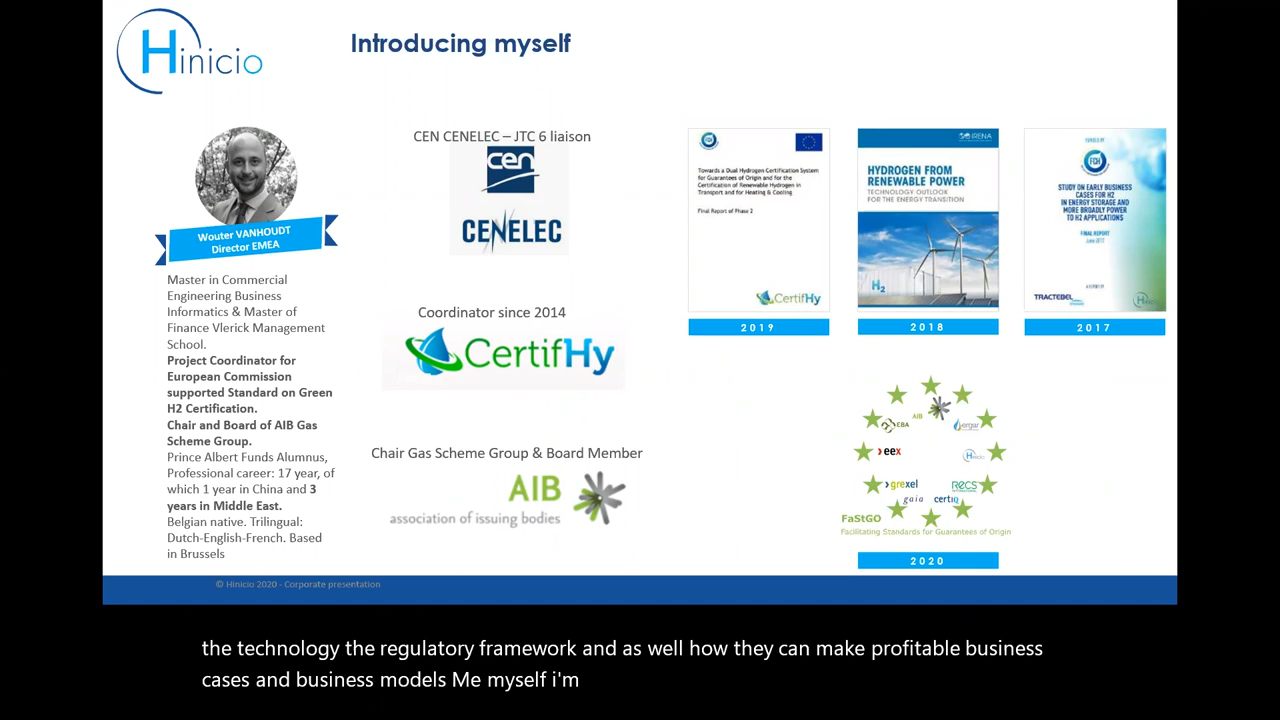 Hinicio
Introducing myself
Wouter VANHOUDT
Director EMEA
Master in Commercial
Engineering Business
Informatics & Master of
Finance Vlerick Management
School.
Project Coordinator for
European Commission
supported Standard on Green
H2 Certification.
Chair and Board of AIB Gas
Scheme Group.
Prince Albert Funds Alumnus,
Professional career: 17 year, of
which 1 year in China and 3
years in Middle East.
Belgian native. Trilingual:
Dutch-English-French. Based
in Brussels
CEN CENELEC – JTC 6 liaison
cen
CENELEC
Coordinator since 2014
CertifHy
Chair Gas Scheme Group & Board Member
AIB
association of issuing bodies
Towards a Dual Hydrogen Certification System
for Guarantees of Origin and for the
Certification of Renewable Hydrogen in
Transport and for Heating & Cooling
Final Report of Phase 2
CertifHy
2019
IRENA
HYDROGEN FROM
RENEWABLE POWER
TECHNOLOGY OUTLOOK
FOR THE ENERGY TRANSITION
H2
2018
FCH
STUDY ON EARLY BUSINESS
CASES FOR H2
IN ENERGY STORAGE AND
MORE BROADLY POWER
TO H2 APPLICATIONS
FINAL REPORT
June 2017
TRACTEBEL
Hinicio
2017
AIB
EBA
ergar
eex
Hinicio
grexel
RECS
gaia
certiQ
FaStGO
Facilitating Standards for Guarantees of Origin
2020
© Hinicio 2020 - Corporate presentation
the technology the regulatory framework and as well how they can make profitable business
cases and business models Me myself i'm